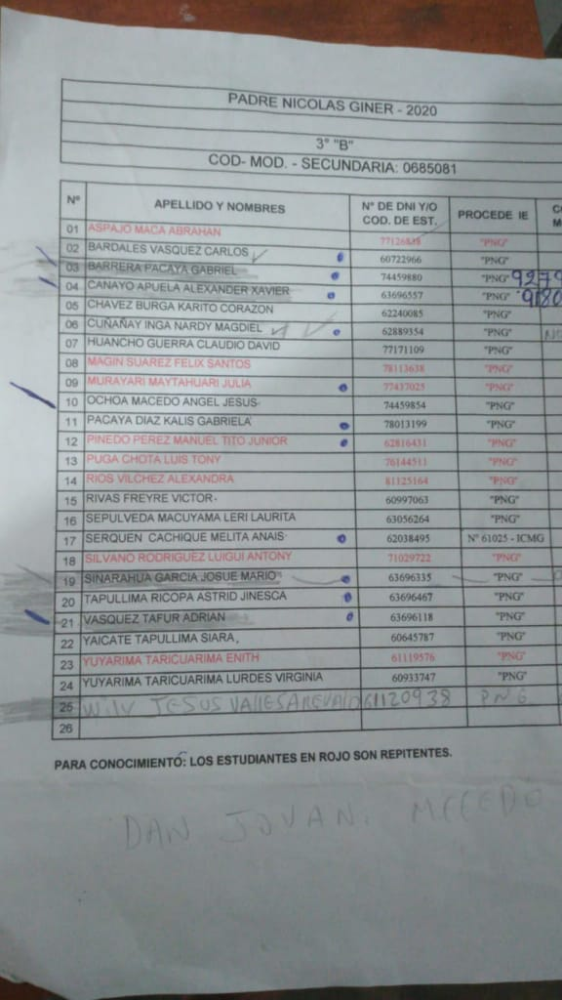 PADRE NICOLAS GINER - 2020
3° "B"
COD- MOD. - SECUNDARIA: 0685081
Nº APELLIDO Y NOMBRES N° DE DNI Y/O COD. DE EST. PROCEDE IE
01 ASPAJO MACA ABRAHAN 77126838 "PNG"
02 BARDALES VASQUEZ CARLOS 60722966 "PNG"
03 BARRERA PACAYA GABRIEL 74459880 "PNG" 9279
04 CANAYO APUELA ALEXANDER XAVIER 63696557 "PNG" 9180
05 CHAVEZ BURGA KARITO CORAZON 62240085 "PNG"
06 CUÑAÑAY INGA NARDY MAGDIEL 62889354 "PNG"
07 HUANCHO GUERRA CLAUDIO DAVID 77171109 "PNG"
08 MAGIN SUAREZ FELIX SANTOS 78113638 "PNG"
09 MURAYARI MAYTAHUARI JULIA 77437025 "PNG"
10 OCHOA MACEDO ANGEL JESUS 74459854 "PNG"
11 PACAYA DIAZ KALIS GABRIELA 78013199 "PNG"
12 PINEDO PEREZ MANUEL TITO JUNIOR 62816431 "PNG"
13 PUGA CHOTA LUIS TONY 76144511 "PNG"
14 RIOS VILCHEZ ALEXANDRA 81125164 "PNG"
15 RIVAS FREYRE VICTOR 60997063 "PNG"
16 SEPULVEDA MACUYAMA LERI LAURITA 63056264 "PNG"
17 SERQUEN CACHIQUE MELITA ANAIS 62038495 Nº 61025 - ICMG
18 SILVANO RODRIGUEZ LUIGUI ANTONY 71029722 "PNG"
19 SINARAHUA GARCIA JOSUE MARIO 63696335 "PNG"
20 TAPULLIMA RICOPA ASTRID JINESCA 63696467 "PNG"
21 VASQUEZ TAFUR ADRIAN 63696118 "PNG"
22 YAICATE TAPULLIMA SIARA, 60645787 "PNG"
23 YUYARIMA TARICUARIMA ENITH 61119576 "PNG"
24 YUYARIMA TARICUARIMA LURDES VIRGINIA 60933747 "PNG"
25 JESUS VALLES AREVALO 61120938 PNG
26
PARA CONOCIMIENTO: LOS ESTUDIANTES EN ROJO SON REPITENTES.
DAN JOVAN.